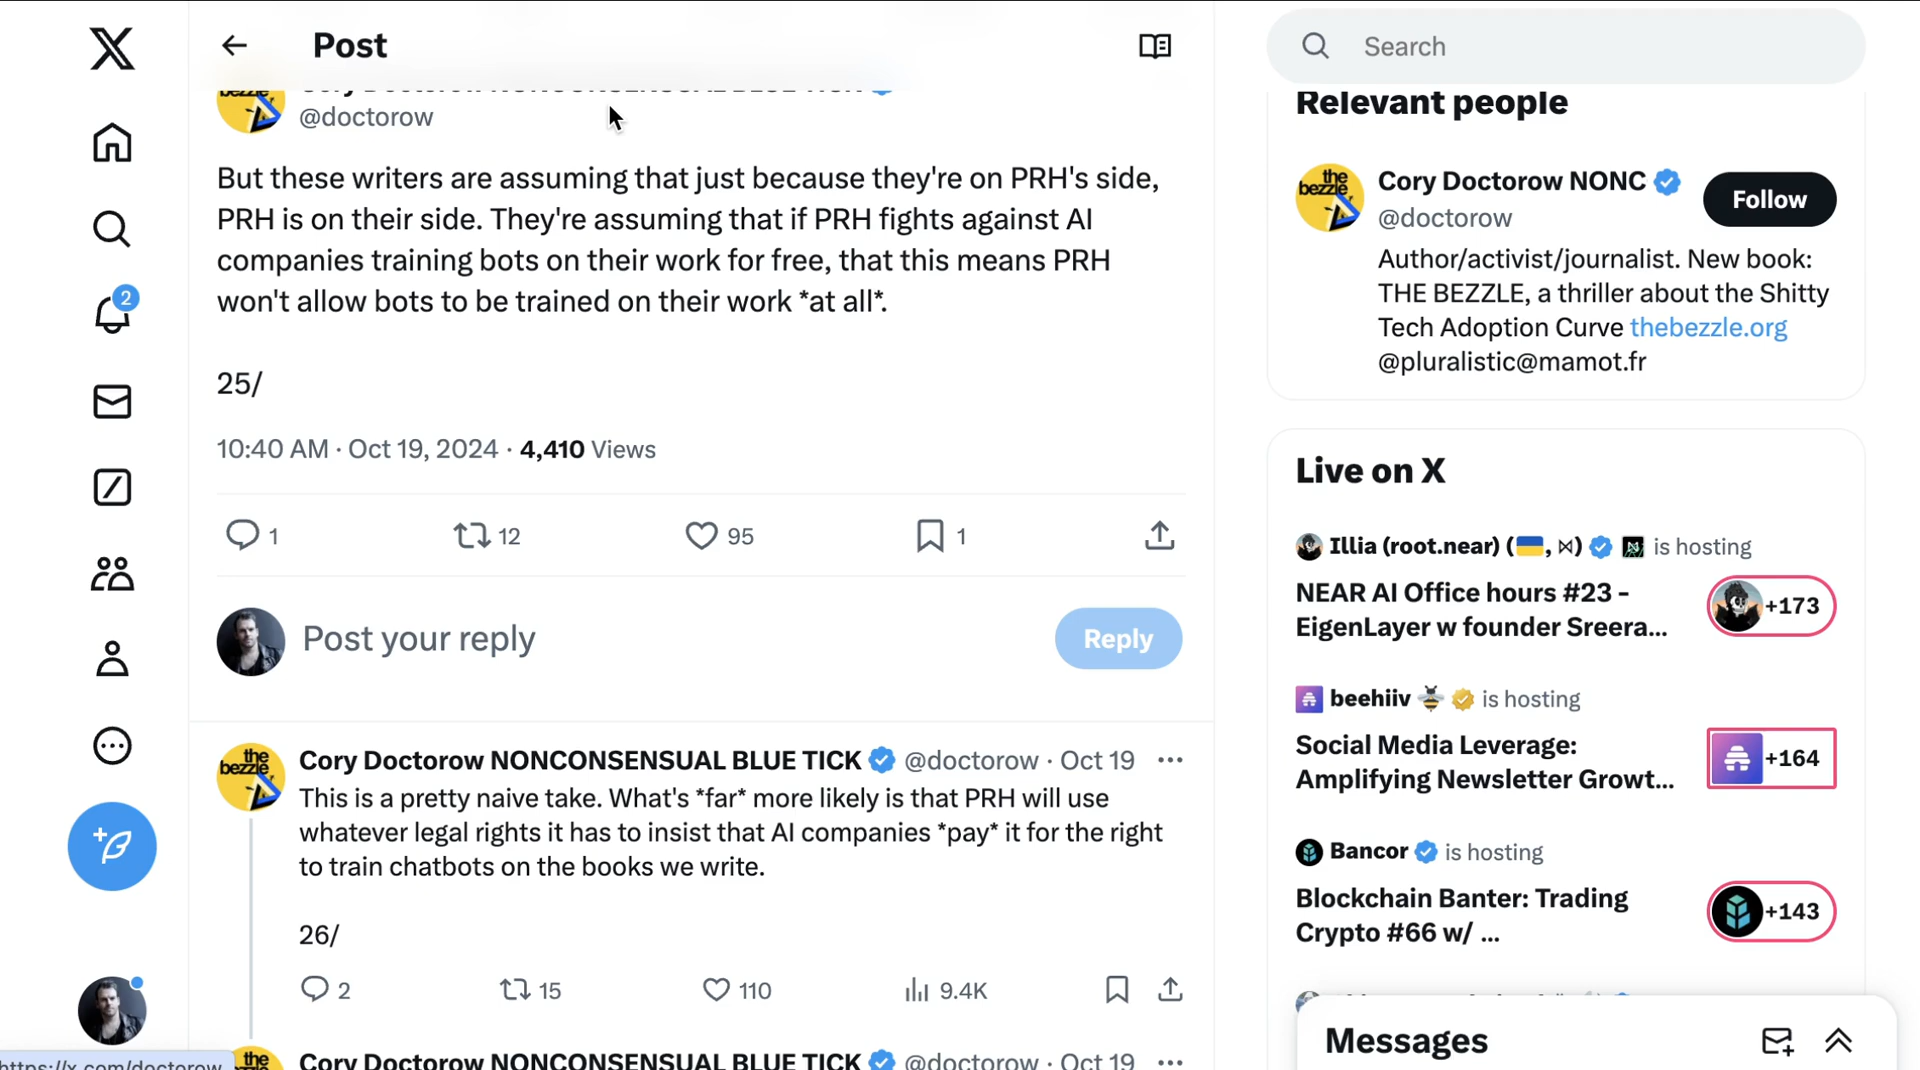 Post
Search
@doctorow
But these writers are assuming that just because they're on PRH's side,
PRH is on their side. They're assuming that if PRH fights against AI
companies training bots on their work for free, that this means PRH
won't allow bots to be trained on their work *at all*.
25/
10:40 AM · Oct 19, 2024 · 4,410 Views
1
12
95
1
Post your reply
Reply
Cory Doctorow NONCONSENSUAL BLUE TICK @doctorow · Oct 19
This is a pretty naive take. What's *far* more likely is that PRH will use
whatever legal rights it has to insist that AI companies *pay* it for the right
to train chatbots on the books we write.
26/
2
15
110
9.4K
Cory Doctorow NONCONSENSUAL BLUE TICK @doctorow · Oct 19
2
https://x.com/doctorow
the
bezzle
the
Relevant people
the
bezzle
Cory Doctorow NONC
@doctorow
Follow
Author/activist/journalist. New book:
THE BEZZLE, a thriller about the Shitty
Tech Adoption Curve thebezzle.org
@pluralistic@mamot.fr
Live on X
Illia (root.near) (🇺🇦, ⋈) is hosting
NEAR AI Office hours #23 -
EigenLayer w founder Sreera...
+173
beehiiv 🐝 is hosting
Social Media Leverage:
Amplifying Newsletter Growt...
+164
Bancor is hosting
Blockchain Banter: Trading
Crypto #66 w/ ...
+143
Messages